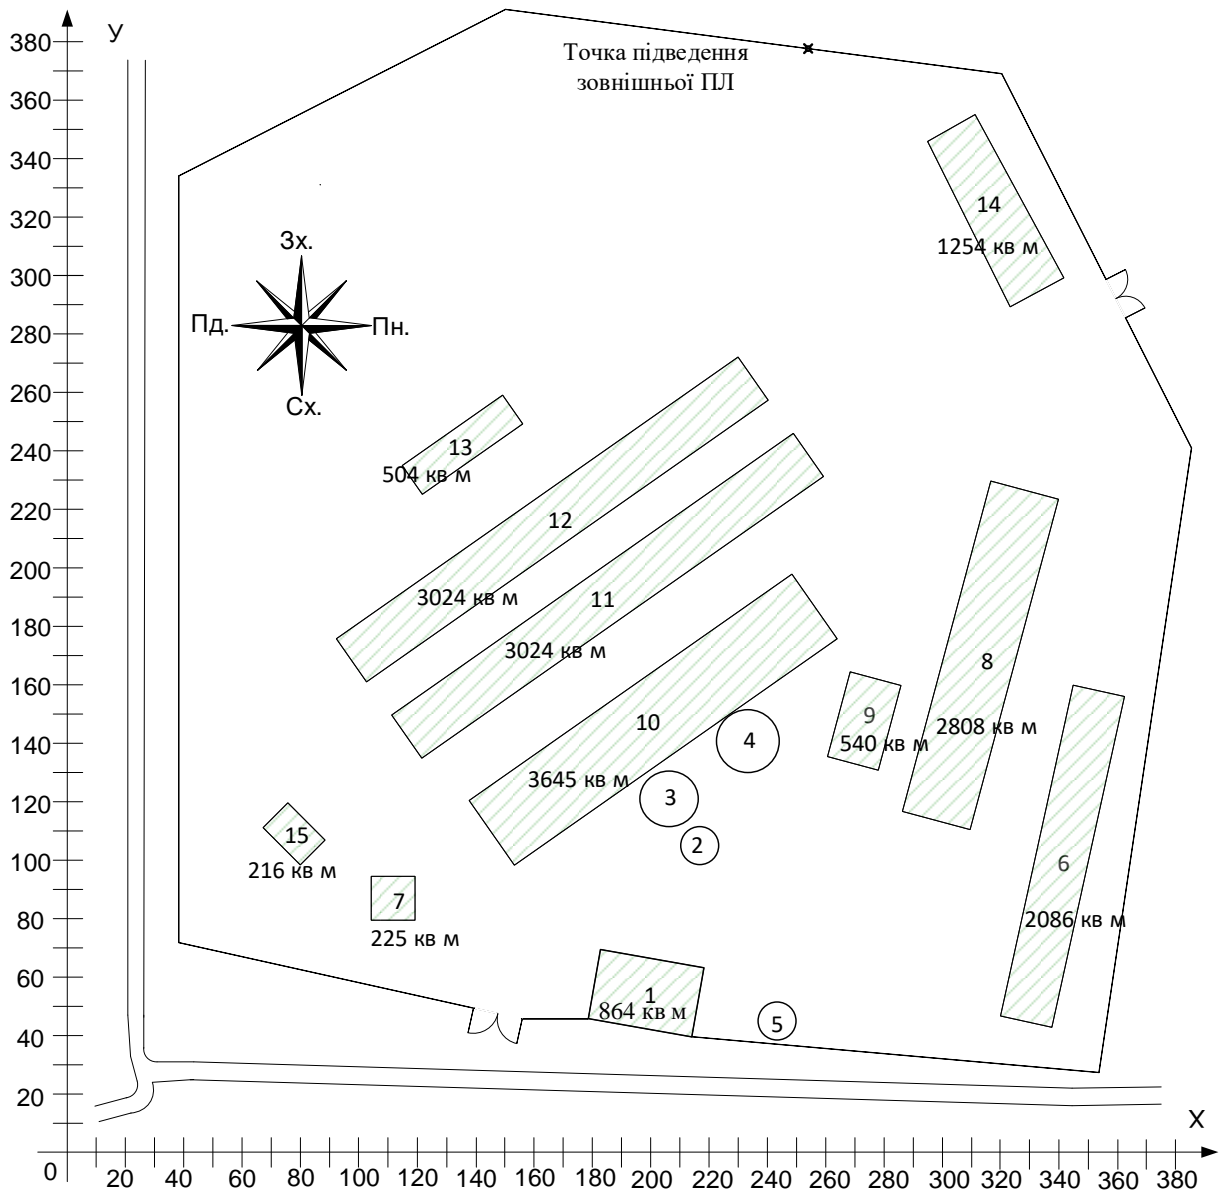 У
380
360
340
320
300
280
260
240
220
200
180
160
140
120
100
80
60
40
20
0
Точка підведення
зовнішньої ПЛ
14
1254 кв м
Зх.
Пд.
Пн.
Сх.
13
504 кв м
12
3024 кв м
11
3024 кв м
10
3645 кв м
9
540 кв м
8
2808 кв м
4
3
2
15
216 кв м
7
225 кв м
6
2086 кв м
1
864 кв м
5
Х
20 40 60 80 100 120 140 160 180 200 220 240 260 280 300 320 340 360 380